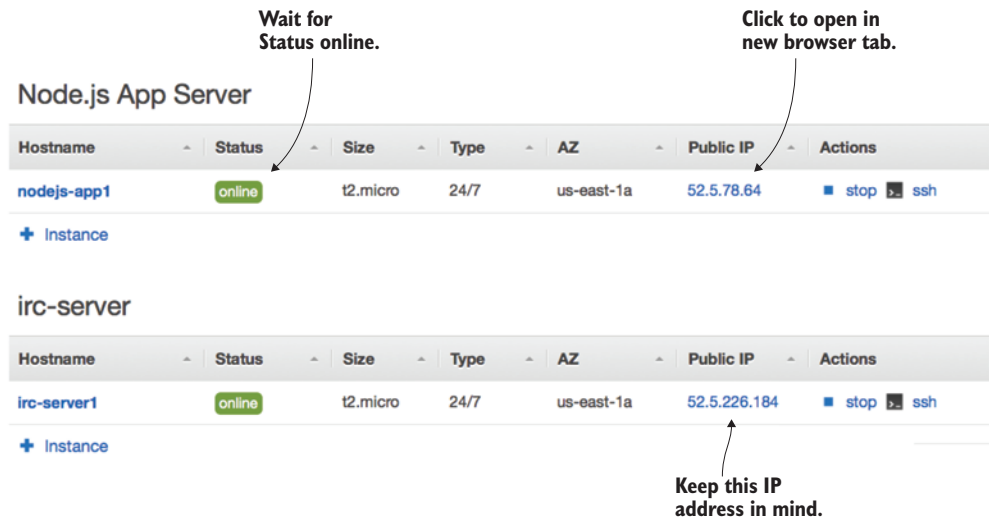 Wait for
Status online.
Click to open in
new browser tab.
Node.js App Server
Hostname Status Size Type AZ Public IP Actions
nodejs-app1 online t2.micro 24/7 us-east-1a 52.5.78.64 stop ssh
+ Instance
irc-server
Hostname Status Size Type AZ Public IP Actions
irc-server1 online t2.micro 24/7 us-east-1a 52.5.226.184 stop ssh
+ Instance
Keep this IP
address in mind.